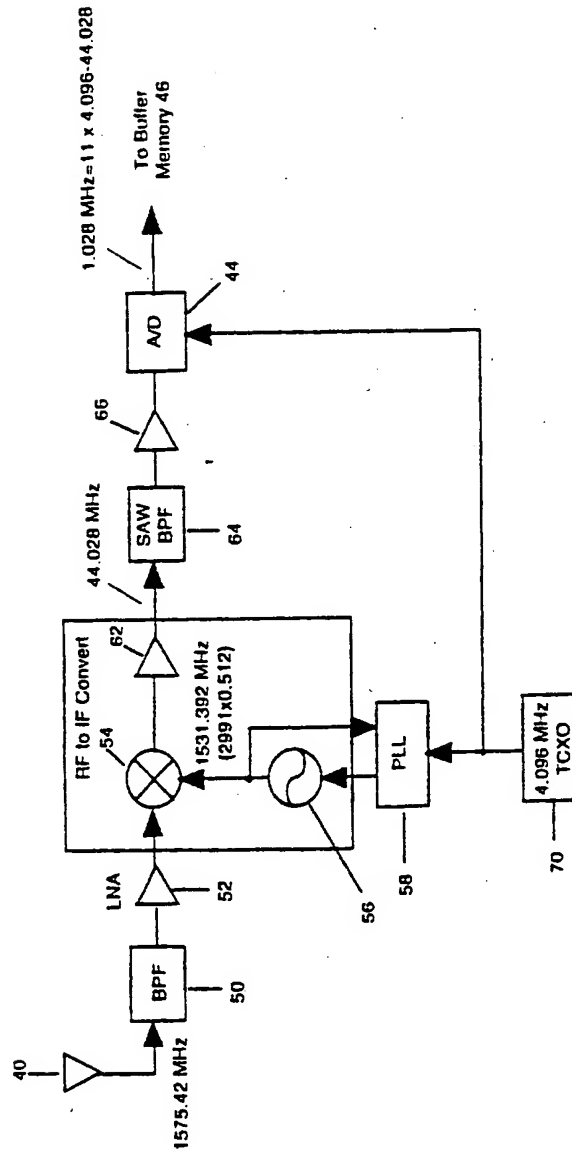 40
1575.42 MHz
BPF
50
LNA
52
RF to IF Convert
54
62
1531.392 MHz
(2991x0.512)
56
PLL
58
4.096 MHz
TCXO
70
44.028 MHz
SAW
BPF
64
66
A/D
44
1.028 MHz=11 x 4.096-44.028
To Buffer
Memory 46